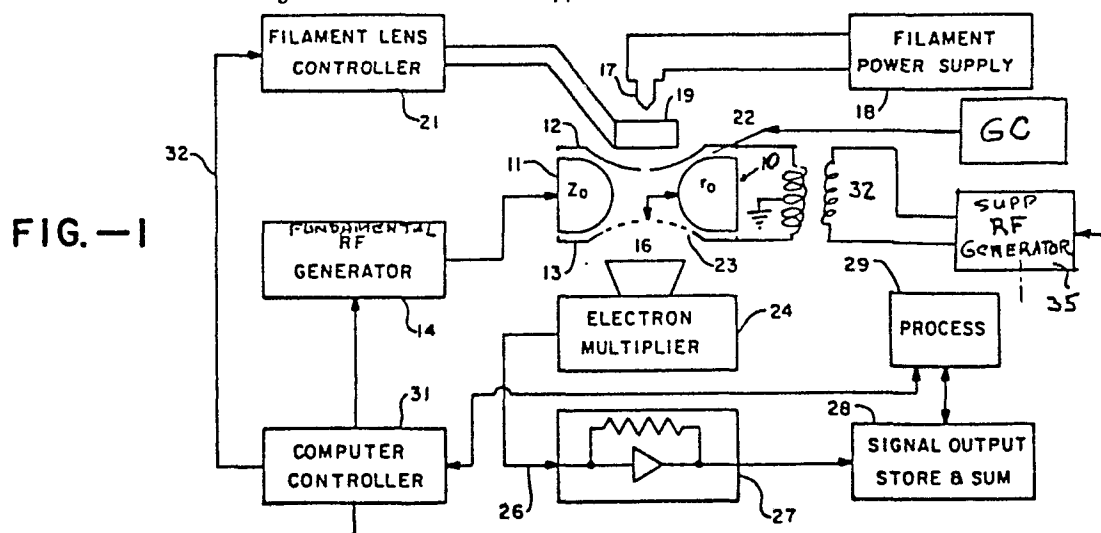 FILAMENT LENS
CONTROLLER
21
17
19
FILAMENT
POWER SUPPLY
18
GC
22
12
11
Z0
r0
10
32
32
SUPP
RF
GENERATOR
35
FIG.—1
FUNDAMENTAL
RF
GENERATOR
14
13
16
23
29
PROCESS
ELECTRON
MULTIPLIER
24
31
COMPUTER
CONTROLLER
26
27
28
SIGNAL OUTPUT
STORE & SUM